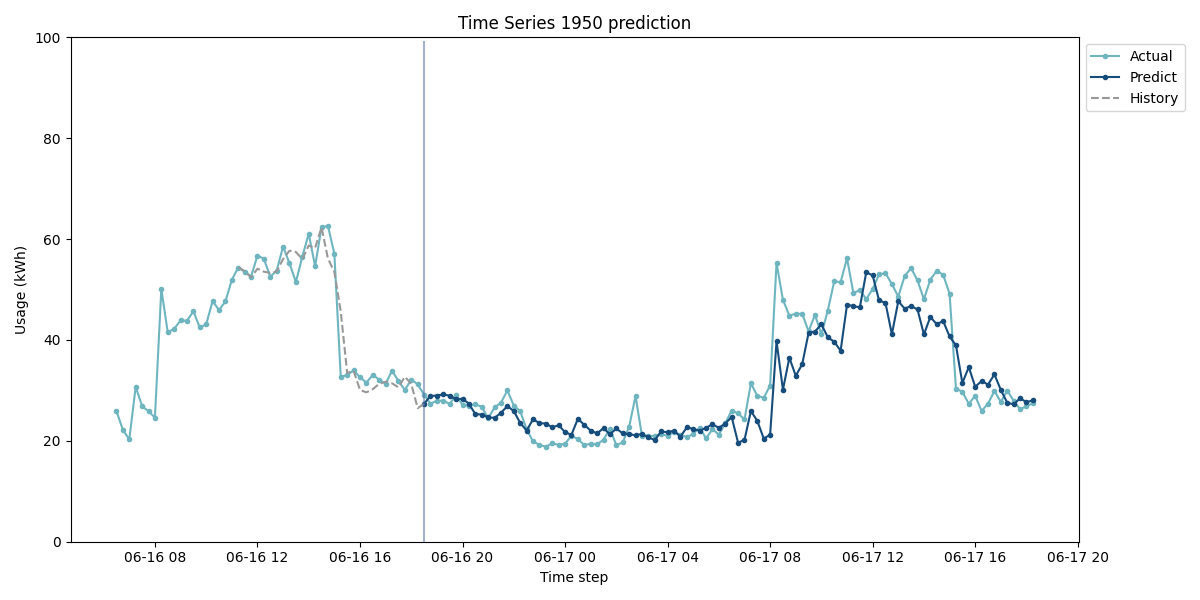 Time Series 1950 prediction
100
80
60
40
20
0
Usage (kWh)
06-16 08
06-16 12
06-16 16
06-16 20
06-17 00
06-17 04
06-17 08
06-17 12
06-17 16
06-17 20
Time step
Actual
Predict
History